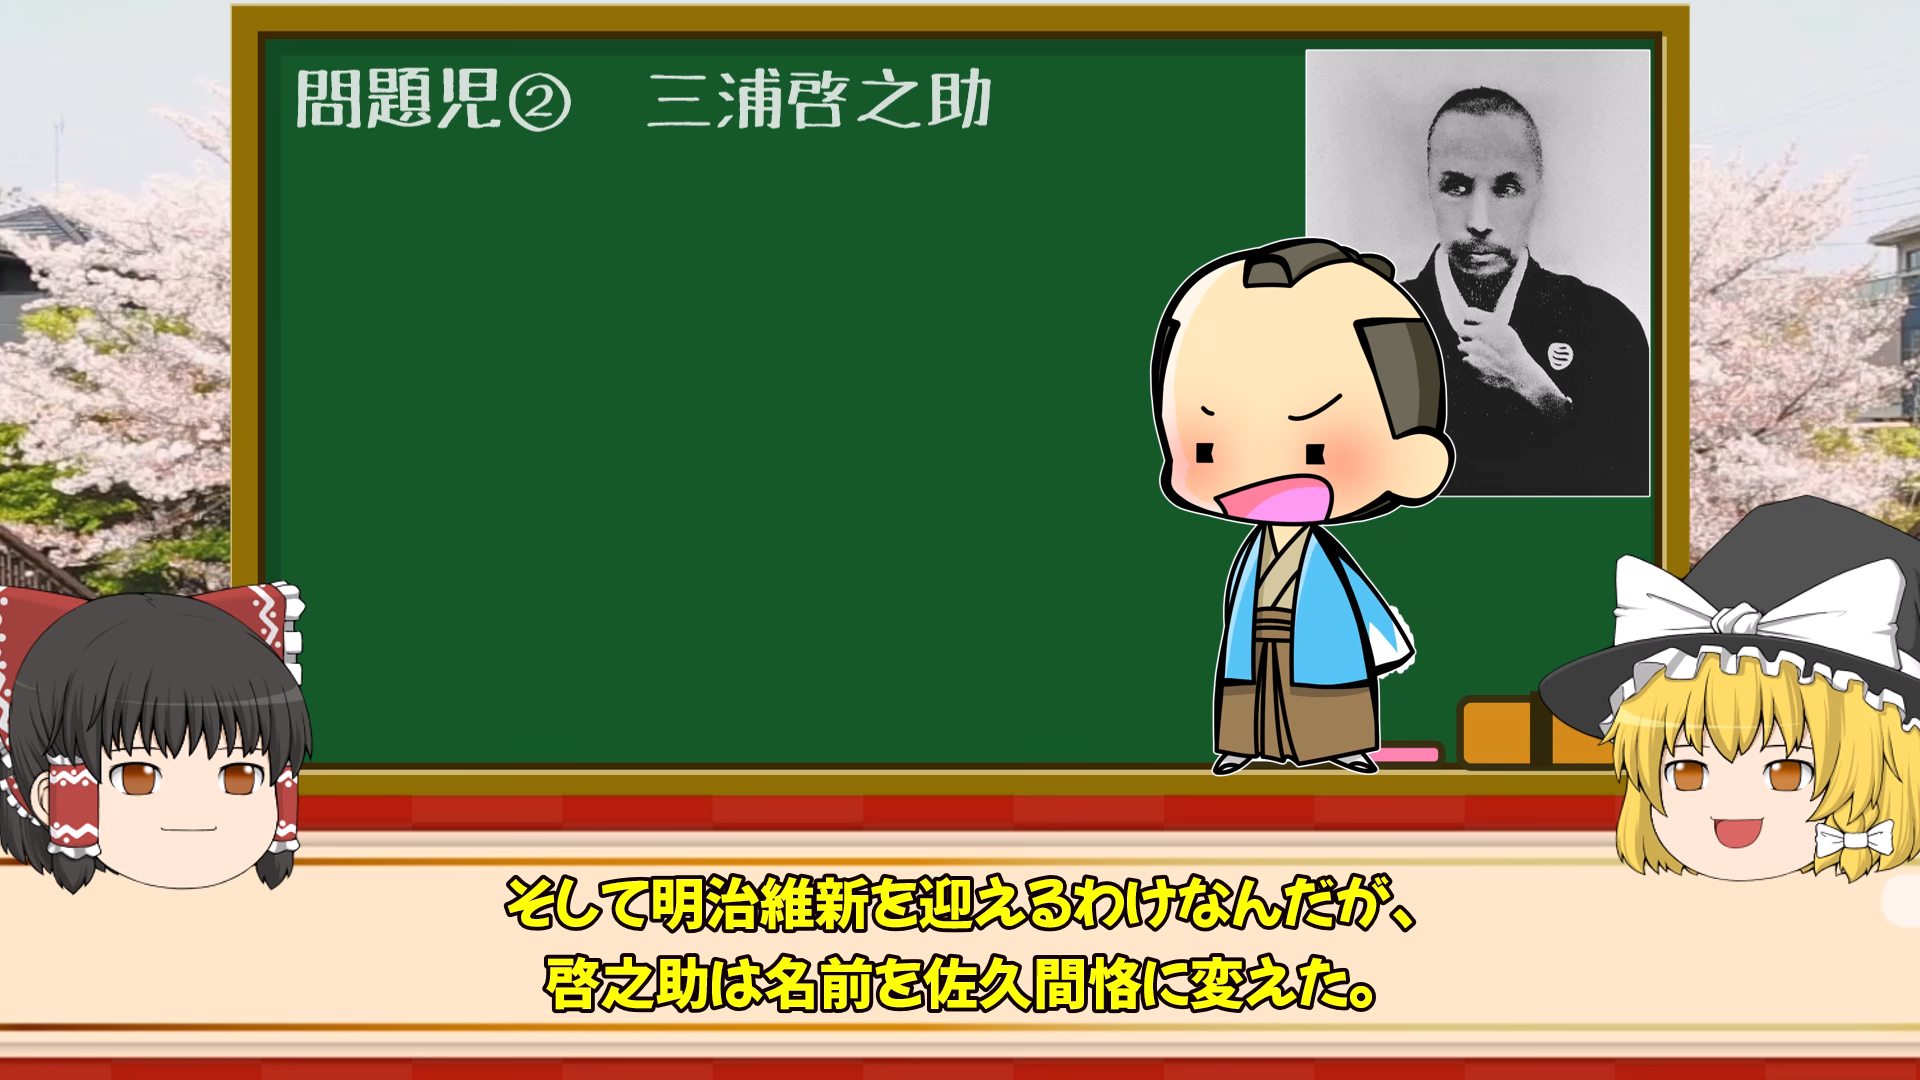 問題児② 三浦啓之助
そして明治維新を迎えるわけなんだが、
啓之助は名前を佐久間恪に変えた。